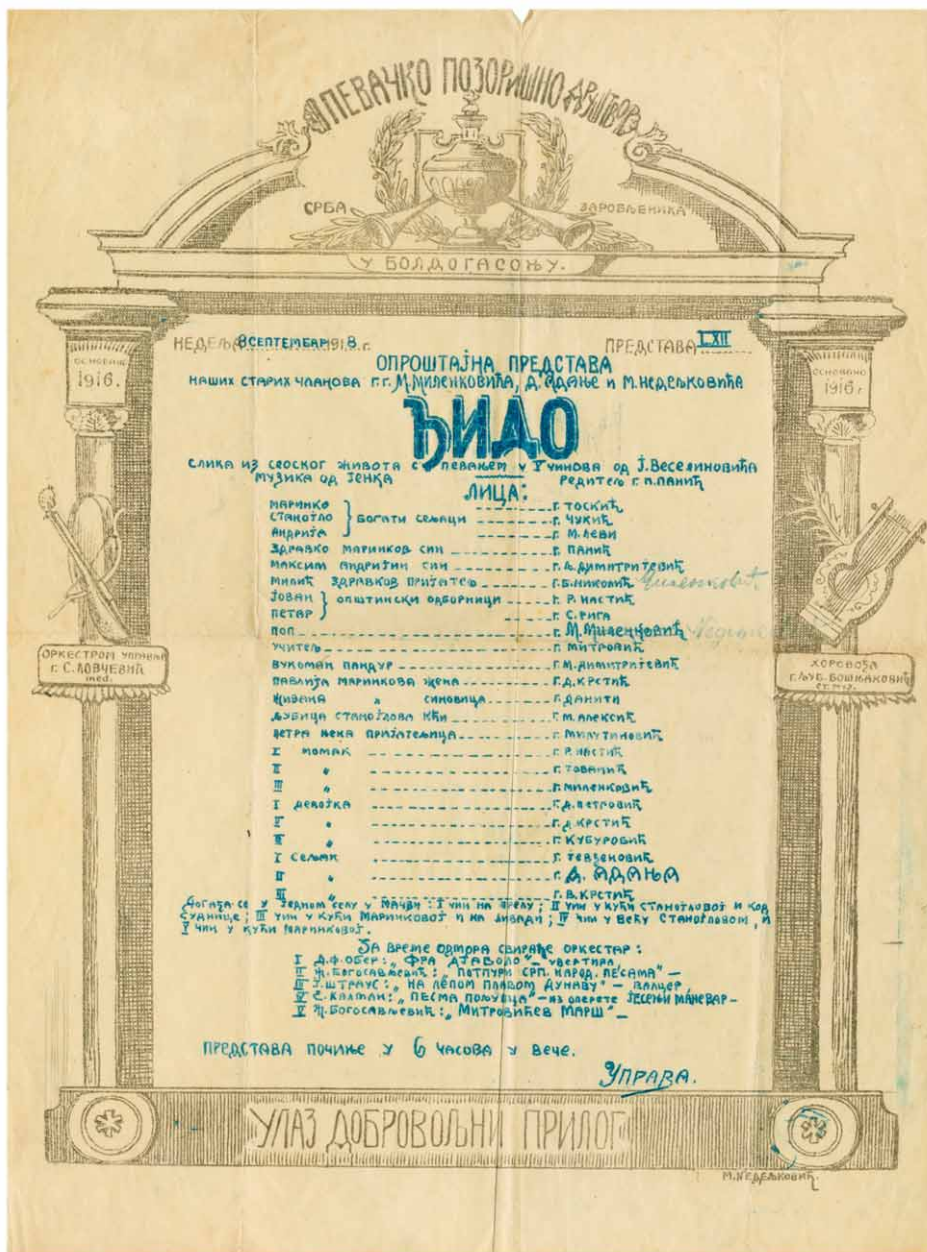 ПЕВАЧКО ПОЗОРИШНО ДРУШТВО
СРБА ЗАРОБЉЕНИКА
У БОЛДОГАСОЊУ.
НЕДЕЉА 8 СЕПТЕМБАР 1918 г. ПРЕДСТАВА LXII
ОСНОВАНО 1916. ОСНОВАНО 1916 г
ОПРОШТАЈНА ПРЕДСТАВА
НАШИХ СТАРИХ ЧЛАНОВА г.г. М. МИЛЕНКОВИЋА, Д. АДАЊЕ и М. НЕДЕЉКОВИЋА
ЂИДО
СЛИКА ИЗ СЕОСКОГ ЖИВОТА С ПЕВАЊЕМ У V ЧИНОВА ОД Ј. ВЕСЕЛИНОВИЋА
МУЗИКА ОД ЈЕНКА РЕДИТЕЉ г. П. ПАНИЋ
ЛИЦА:
МАРИНКО г. ТОСКИЋ
СТАНОЈЛО БОГАТИ СЕЉАЦИ г. ЧУКИЋ
АНДРИЈА г. М. ЛЕВИ
ЗДРАВКО МАРИНКОВ СИН г. ПАНИЋ
МАКСИМ АНДРИЈИН СИН г. Љ. ДИМИТРИЈЕВИЋ
МИЛИЋ ЗДРАВКОВ ПРИЈАТЕЉ г. Б. НИКОЛИЋ Миленковић
ЈОВАН ОПШТИНСКИ ОДБОРНИЦИ г. Р. НАСТИЋ
ПЕТАР г. С. РИГА
ПОП г. М. МИЛЕНКОВИЋ
УЧИТЕЉ г. МИТРОВИЋ
ВУКОМАН ПАНДУР г. М. ДИМИТРИЈЕВИЋ
ПАВЛИЈА МАРИНКОВА ЖЕНА г. Д. КРСТИЋ
ЖИВАНА " СИНОВИЦА г. ДАНИТИ
ЉУБИЦА СТАНОЈЛОВА КЋИ г. М. АЛЕКСИЋ
ПЕТРА ЊЕНА ПРИЈАТЕЉИЦА г. МИЛУТИНОВИЋ
I МОМАК г. Р. НАСТИЋ
II " г. ЈОВАНИЋ
III " г. МИЛЕНКОВИЋ
I ДЕВОЈКА г. Д. ПЕТРОВИЋ
II " г. Д. КРСТИЋ
III " г. КУБУРОВИЋ
I СЕЉАК г. ЈЕВЂЕНОВИЋ
II " г. Д. АДАЊА
III " г. В. КРСТИЋ
ОРКЕСТРОМ УПРАВЉА
г. С. ЛОВЧЕВИЋ
med.
ХОРОВОЂА
г. ЉУБ. БОШЊАКОВИЋ
ДОГАЂА СЕ У ЈЕДНОМ СЕЛУ У МАЧВИ: I ЧИН НА ПРЕЛУ; II ЧИН У КУЋИ СТАНОЈЛОВОЈ И КОД
СУДНИЦЕ; III ЧИН У КУЋИ МАРИНКОВОЈ И НА ЛИВАДИ; IV ЧИН У ВЕЋУ СТАНОЈЛОВОМ, И
V ЧИН У КУЋИ МАРИНКОВОЈ.
ЗА ВРЕМЕ ОДМОРА СВИРАЋЕ ОРКЕСТАР:
I Д.Ф. ОБЕР: „ФРА ДЈАВОЛО" – УВЕРТИРА
II Ж. БОГОСАВЉЕВИЋ: „ПОТПУРИ СРП. НАРОД. ПЕСАМА" –
III Ј. ШТРАУС: „НА ЛЕПОМ ПЛАВОМ ДУНАВУ" – ВАЛЦЕР
IV Е. КАЛМАН: „ПЕСМА ПОЉУБЦА" – ИЗ ОПЕРЕТЕ ЈЕСЕЊИ МАНЕВАР –
V Ж. БОГОСАВЉЕВИЋ: „МИТРОВИЋЕВ МАРШ" –
ПРЕДСТАВА ПОЧИЊЕ У 6 ЧАСОВА У ВЕЧЕ.
УПРАВА.
УЛАЗ ДОБРОВОЉНИ ПРИЛОГ
М. НЕДЕЉКОВИЋ.